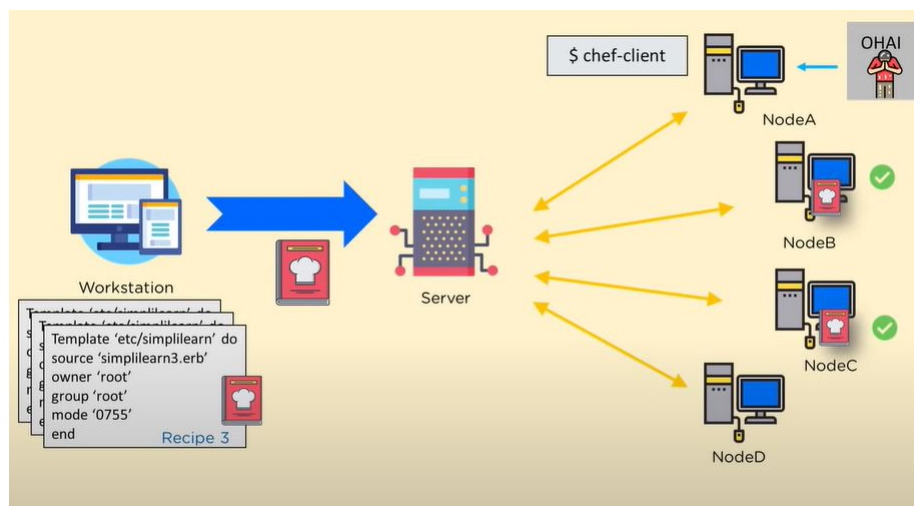 $ chef-client
OHAI
NodeA
NodeB
Workstation
Server
NodeC
Template 'etc/simplilearn' do
source 'simplilearn3.erb'
owner 'root'
group 'root'
mode '0755'
end
Recipe 3
NodeD